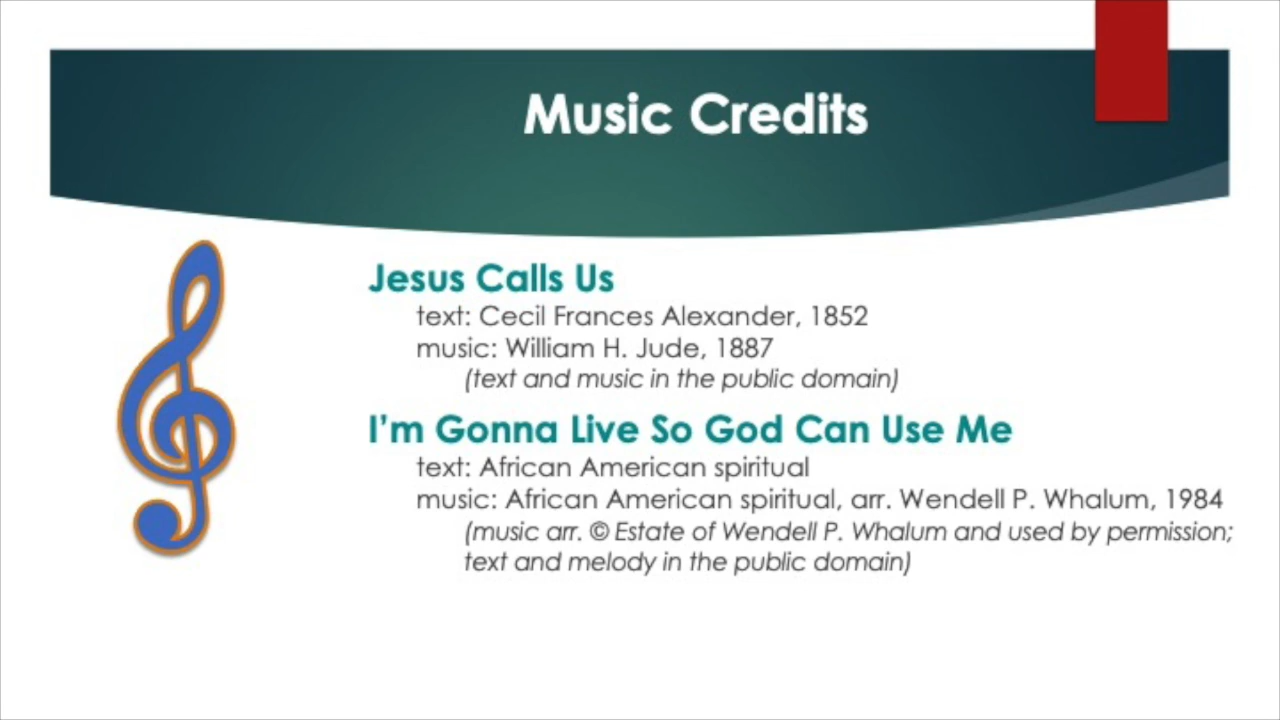 Music Credits
Jesus Calls Us
text: Cecil Frances Alexander, 1852
music: William H. Jude, 1887
(text and music in the public domain)
I’m Gonna Live So God Can Use Me
text: African American spiritual
music: African American spiritual, arr. Wendell P. Whalum, 1984
(music arr. © Estate of Wendell P. Whalum and used by permission;
text and melody in the public domain)